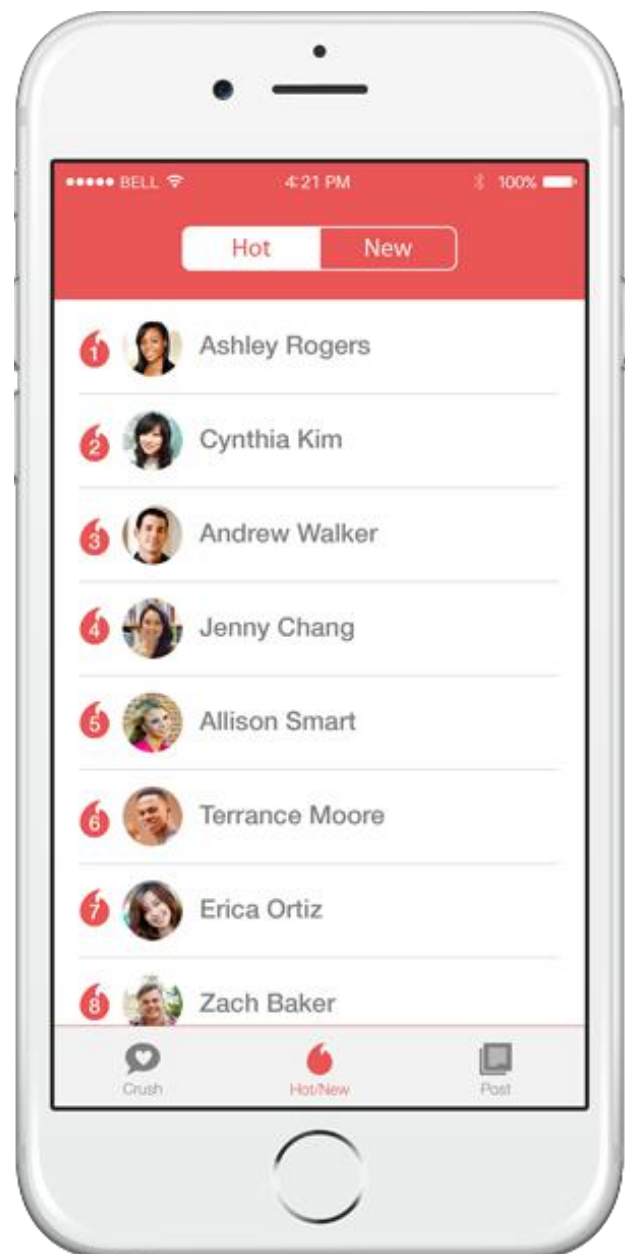 BELL 4:21 PM 100%
Hot New
1 Ashley Rogers
2 Cynthia Kim
3 Andrew Walker
4 Jenny Chang
5 Allison Smart
6 Terrance Moore
7 Erica Ortiz
8 Zach Baker
Crush Hot/New Post